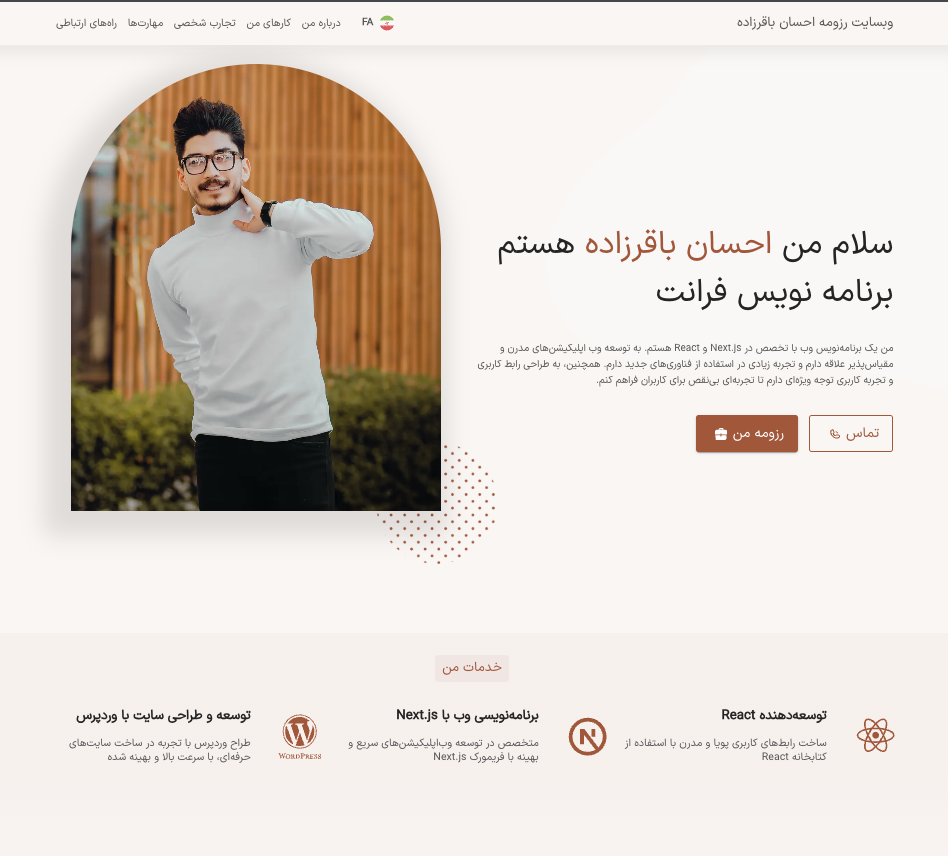 وبسایت رزومه احسان باقرزاده
FA
درباره من
کارهای من
تجارب شخصی
مهارت‌ها
راه‌های ارتباطی
سلام من احسان باقرزاده هستم
برنامه نویس فرانت
من یک برنامه‌نویس وب با تخصص در Next.js و React هستم. به توسعه وب اپلیکیشن‌های مدرن و
مقیاس‌پذیر علاقه دارم و تجربه زیادی در استفاده از فناوری‌های جدید دارم. همچنین، به طراحی رابط کاربری
و تجربه کاربری توجه ویژه‌ای دارم تا تجربه‌ای بی‌نقص برای کاربران فراهم کنم.
تماس
رزومه من
خدمات من
توسعه‌دهنده React
ساخت رابط‌های کاربری پویا و مدرن با استفاده از
کتابخانه React
برنامه‌نویسی وب با Next.js
متخصص در توسعه وب‌اپلیکیشن‌های سریع و
بهینه با فریمورک Next.js
WORDPRESS
توسعه و طراحی سایت با وردپرس
طراح وردپرس با تجربه در ساخت سایت‌های
حرفه‌ای، با سرعت بالا و بهینه شده